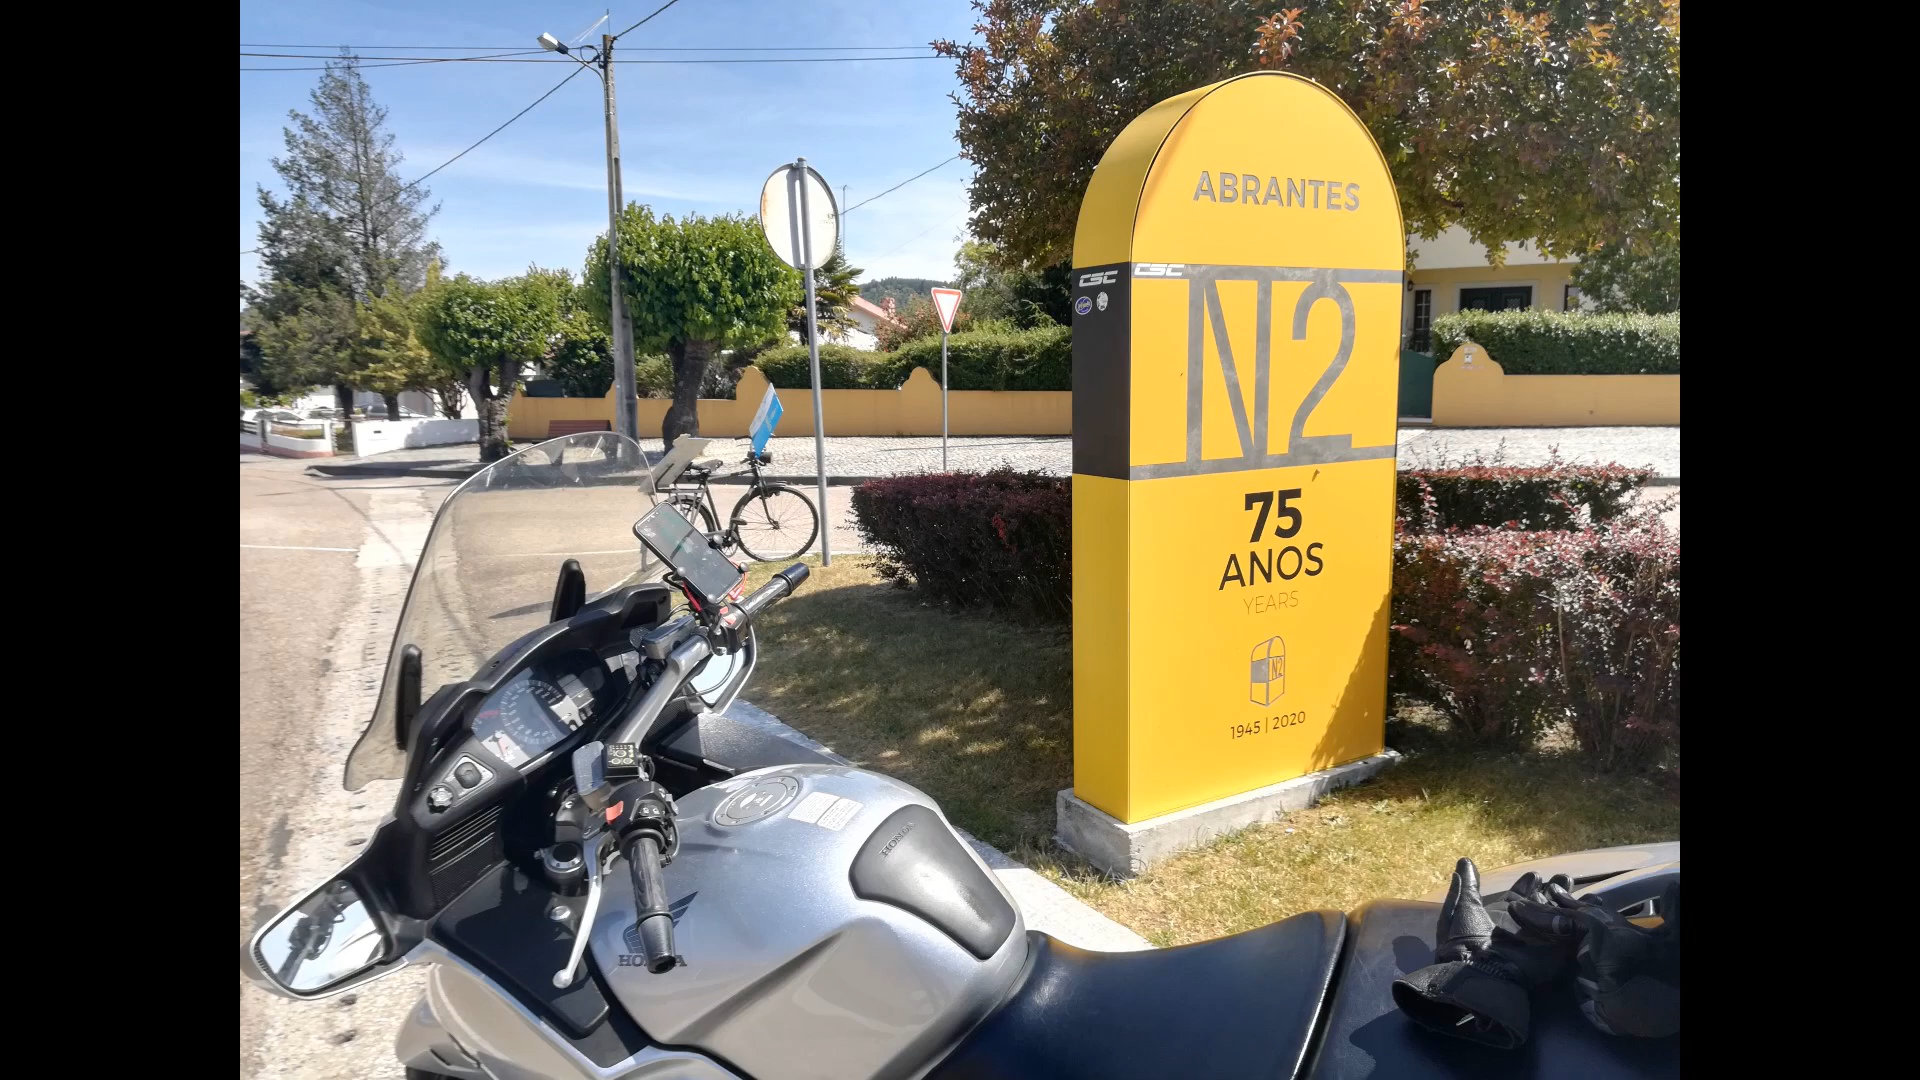 ABRANTES
CSC
CSC
N2
75
ANOS
YEARS
N2
1945 | 2020
HONDA
HONDA